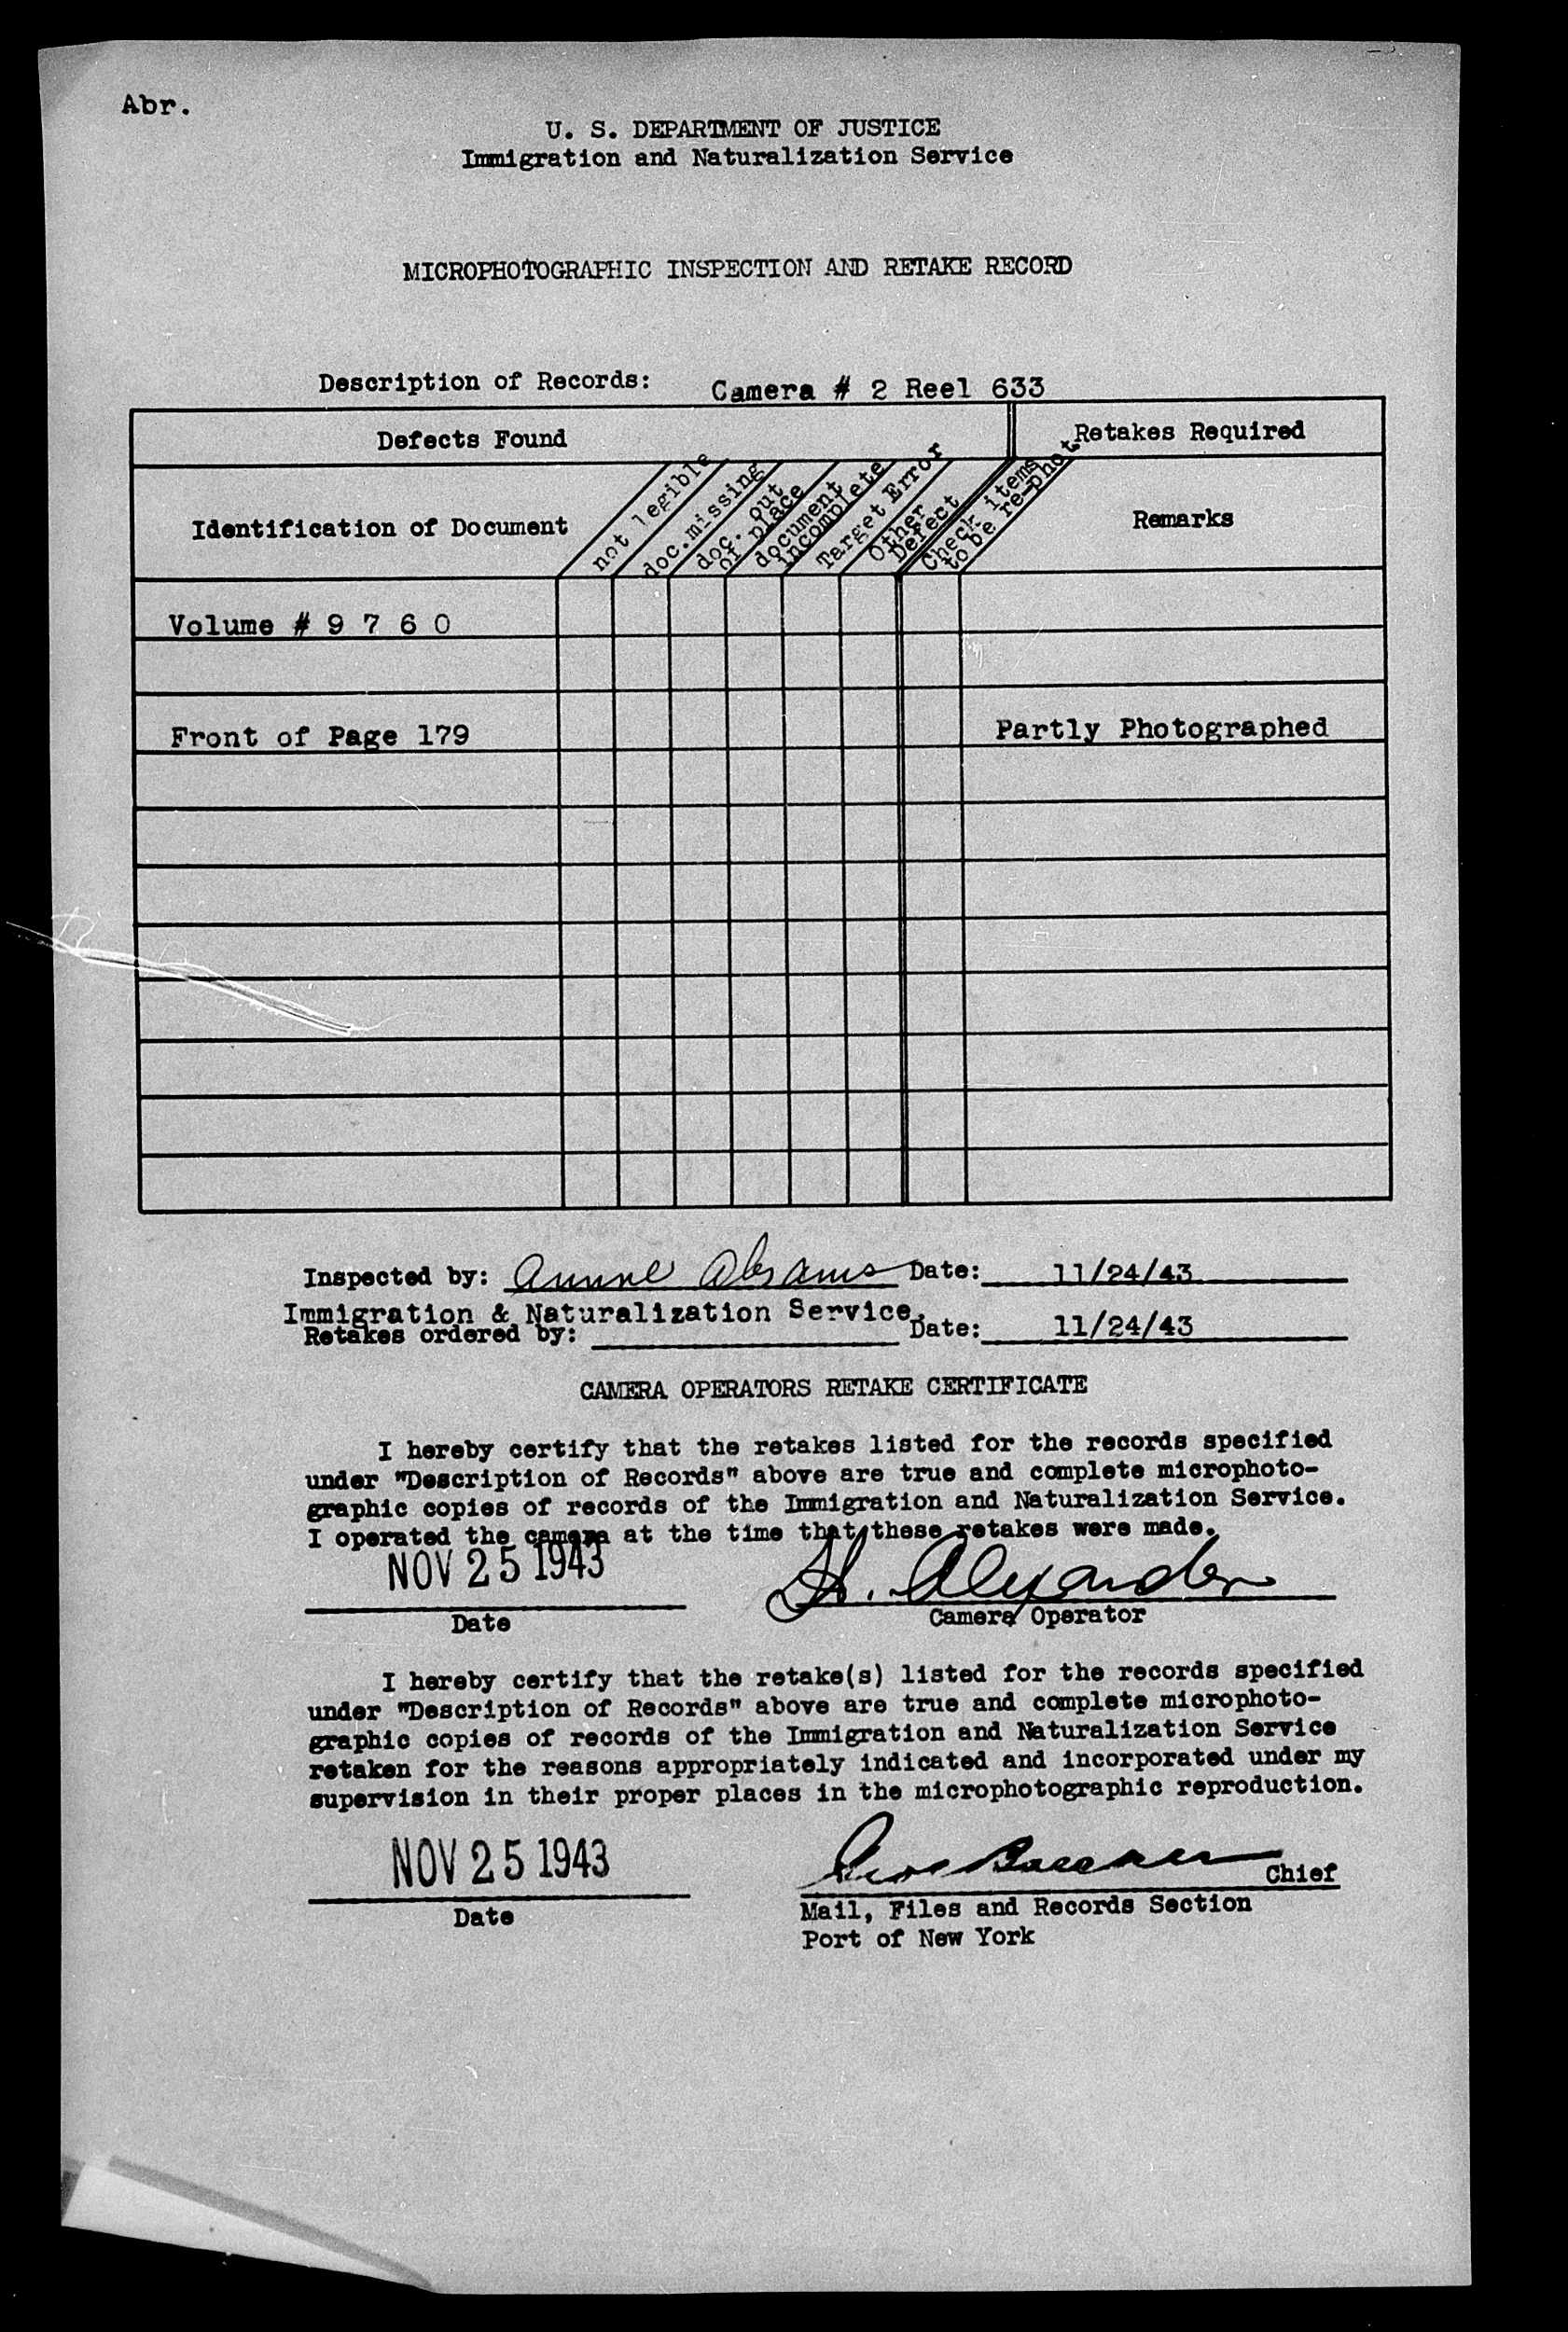 Abr.
U. S. DEPARTMENT OF JUSTICE
Immigration and Naturalization Service
MICROPHOTOGRAPHIC INSPECTION AND RETAKE RECORD
Description of Records: Camera # 2 Reel 633
Defects Found
Retakes Required
Identification of Document
not legible
doc.missing
doc. out
of place
document
incomplete
Target Error
Other
Defect
Check items
to be re-phot.
Remarks
Volume # 9 7 6 0
Front of Page 179 Partly Photographed
Inspected by: Annie Abrams Date: 11/24/43
Immigration & Naturalization Service.
Retakes ordered by: Date: 11/24/43
CAMERA OPERATORS RETAKE CERTIFICATE
I hereby certify that the retakes listed for the records specified
under "Description of Records" above are true and complete microphoto-
graphic copies of records of the Immigration and Naturalization Service.
I operated the camera at the time that these retakes were made.
NOV 25 1943
H. Alexander
Date
Camera Operator
I hereby certify that the retake(s) listed for the records specified
under "Description of Records" above are true and complete microphoto-
graphic copies of records of the Immigration and Naturalization Service
retaken for the reasons appropriately indicated and incorporated under my
supervision in their proper places in the microphotographic reproduction.
NOV 25 1943
Chief
Date
Mail, Files and Records Section
Port of New York